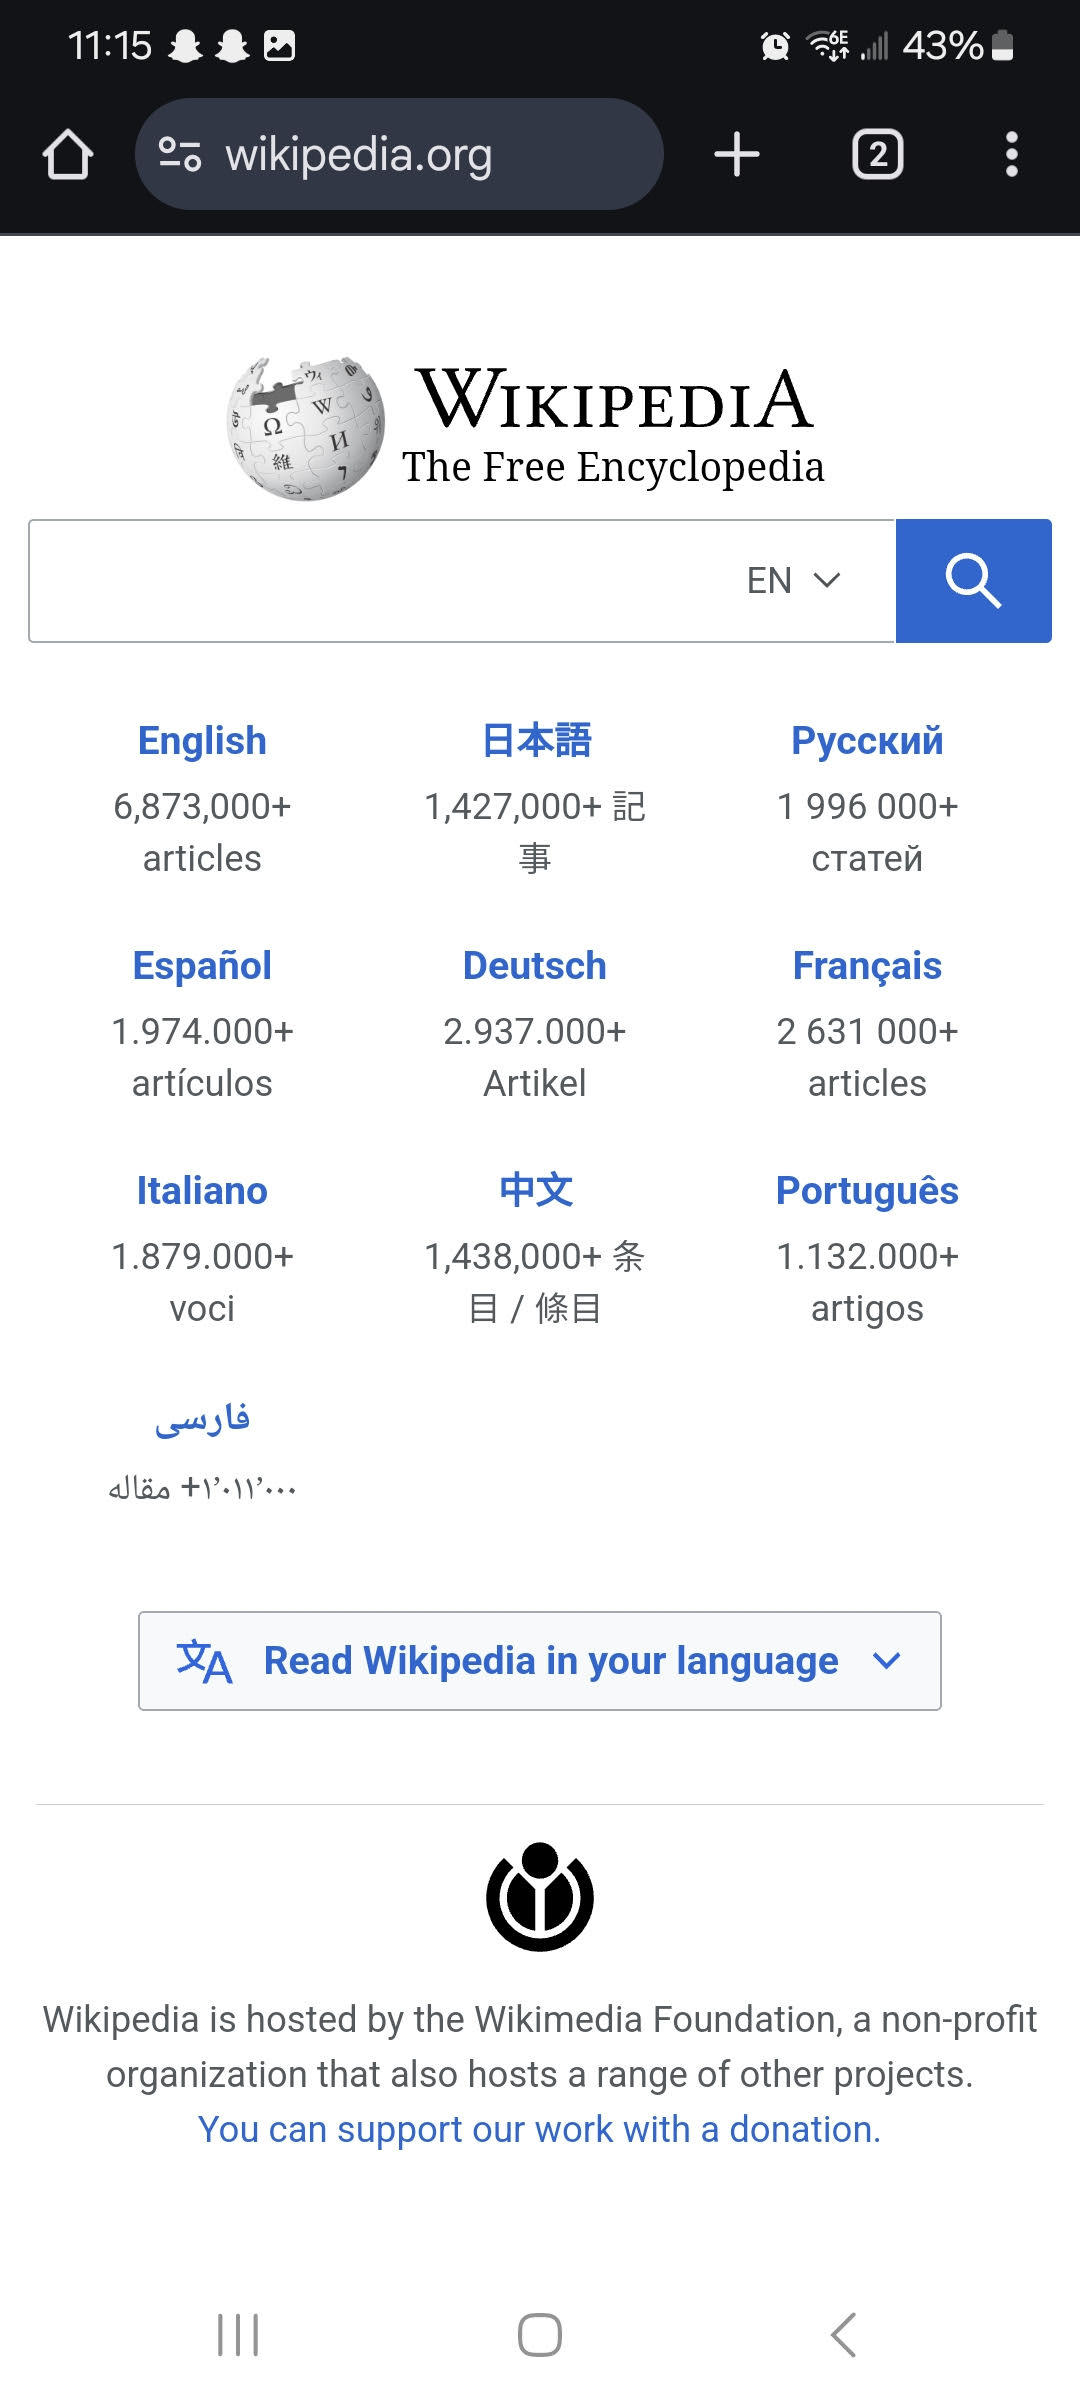 11:15
6E
43%
wikipedia.org
2
WIKIPEDIA
The Free Encyclopedia
EN
English
6,873,000+
articles
日本語
1,427,000+ 記
事
Русский
1 996 000+
статей
Español
1.974.000+
artículos
Deutsch
2.937.000+
Artikel
Français
2 631 000+
articles
Italiano
1.879.000+
voci
中文
1,438,000+ 条
目 / 條目
Português
1.132.000+
artigos
فارسی
۱٬۰۱۱٬۰۰۰+ مقاله
文A Read Wikipedia in your language
Wikipedia is hosted by the Wikimedia Foundation, a non-profit
organization that also hosts a range of other projects.
You can support our work with a donation.